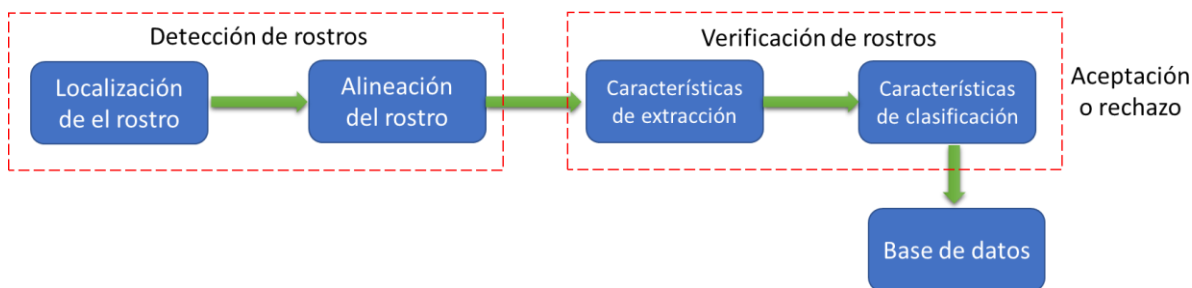 Detección de rostros
Localización
de el rostro
Alineación
del rostro
Verificación de rostros
Características
de extracción
Características
de clasificación
Aceptación
o rechazo
Base de datos